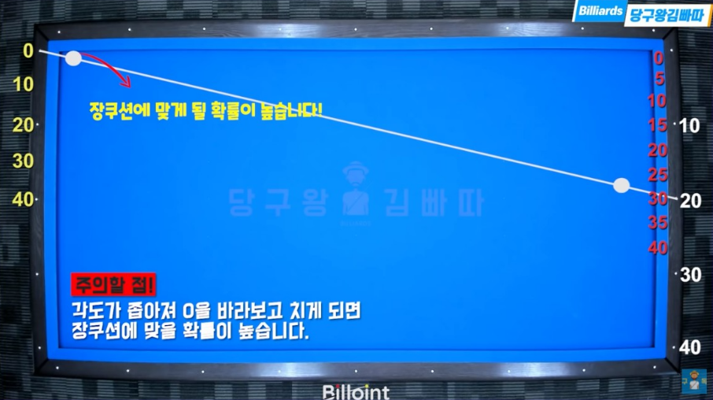 Billiards 당구왕김빠따
0
10
20
30
40
0
5
10
15
20
25
30
35
40
10
20
30
40
장쿠션에 맞게 될 확률이 높습니다!
당구왕 김빠따
주의할 점!
각도가 좁아져 0을 바라보고 치게 되면
장쿠션에 맞을 확률이 높습니다.
Billoint